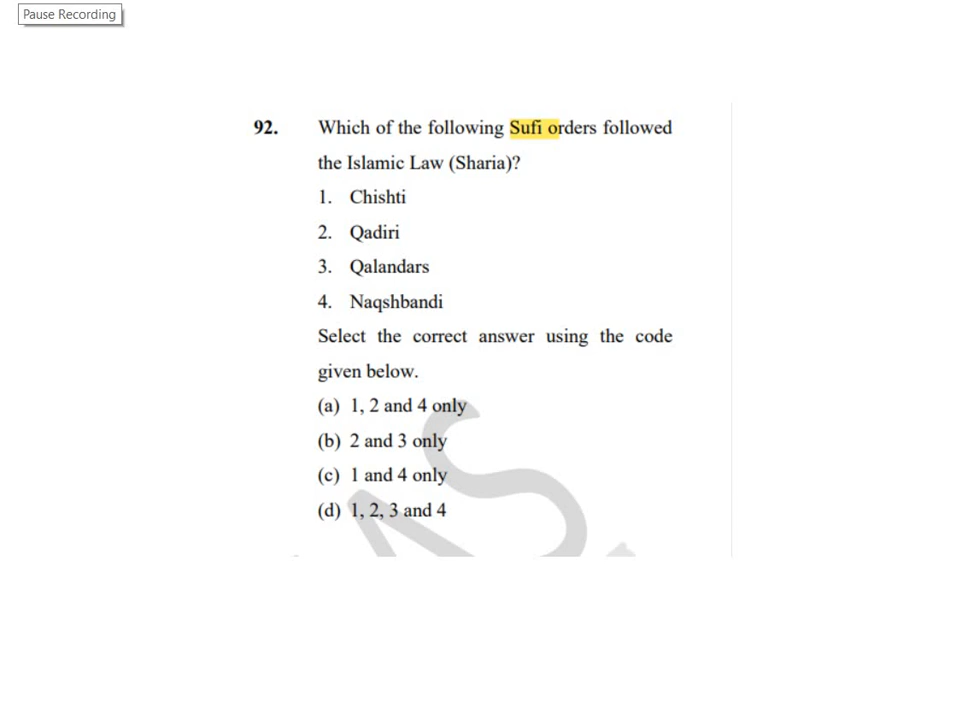 Pause Recording
92. Which of the following Sufi orders followed
the Islamic Law (Sharia)?
1. Chishti
2. Qadiri
3. Qalandars
4. Naqshbandi
Select the correct answer using the code
given below.
(a) 1, 2 and 4 only
(b) 2 and 3 only
(c) 1 and 4 only
(d) 1, 2, 3 and 4